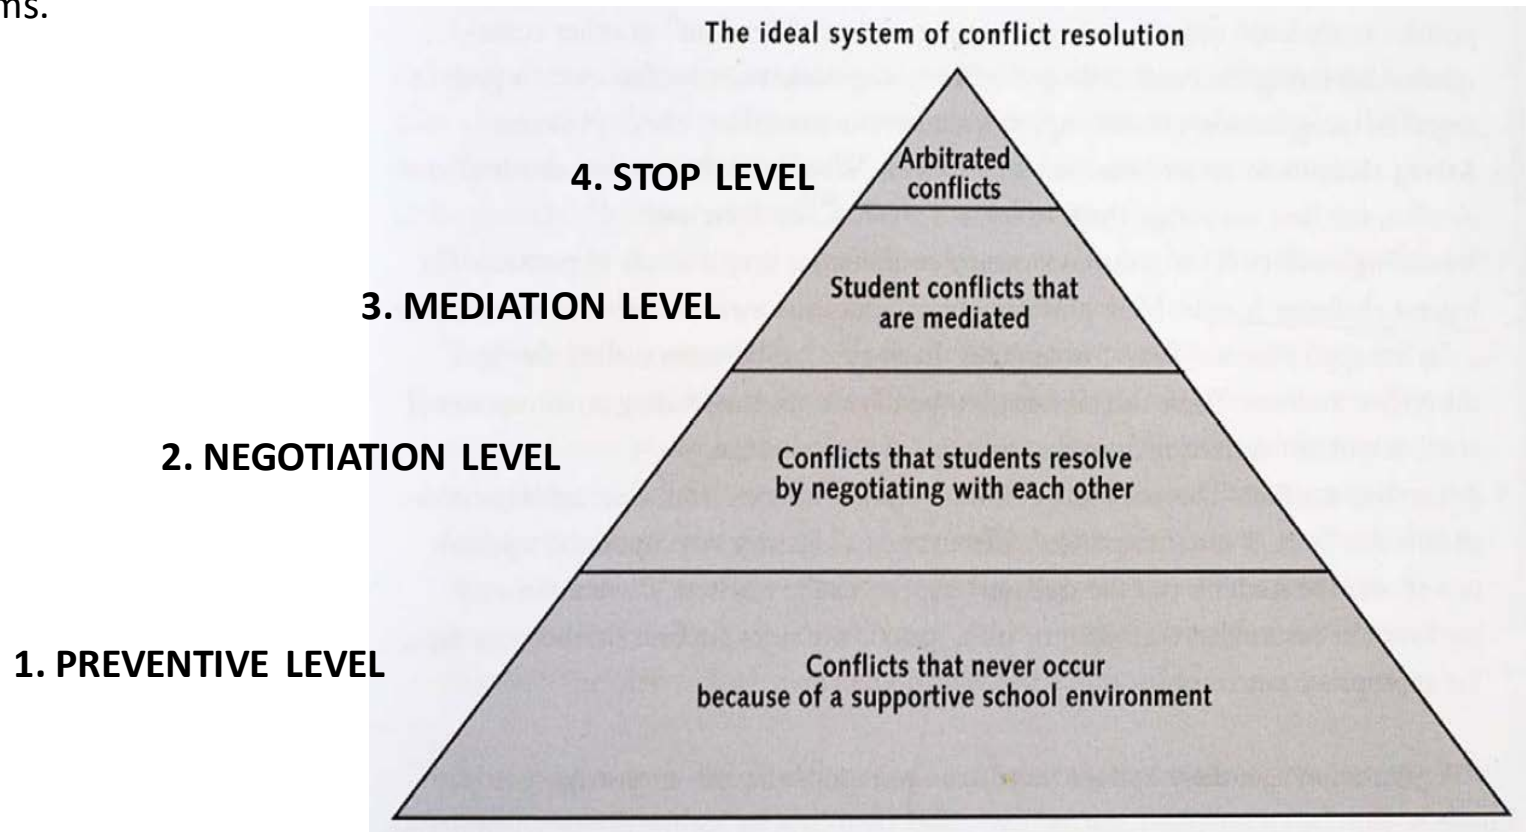 ms.
The ideal system of conflict resolution
4. STOP LEVEL
Arbitrated
conflicts
3. MEDIATION LEVEL
Student conflicts that
are mediated
2. NEGOTIATION LEVEL
Conflicts that students resolve
by negotiating with each other
1. PREVENTIVE LEVEL
Conflicts that never occur
because of a supportive school environment